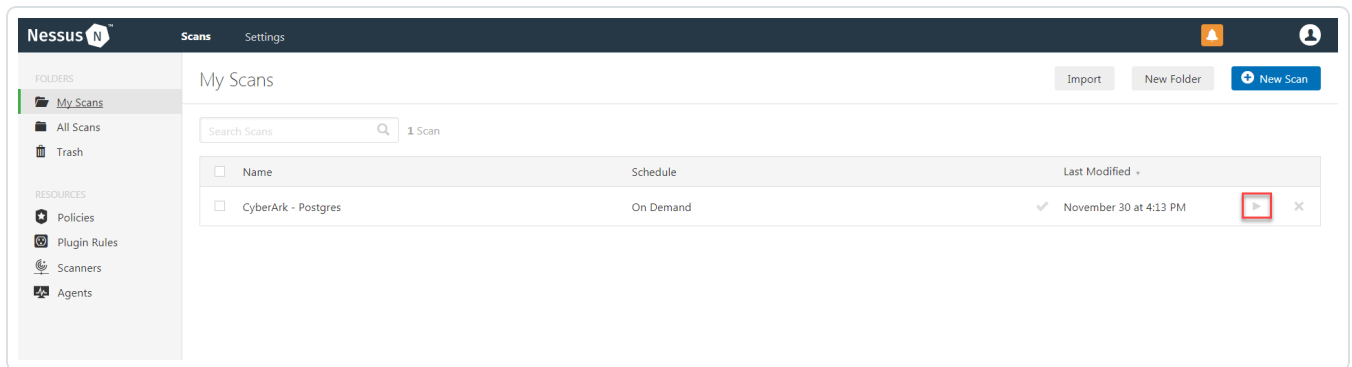 Nessus N ™
Scans Settings
FOLDERS
My Scans
All Scans
Trash
RESOURCES
Policies
Plugin Rules
Scanners
Agents
My Scans
Import New Folder New Scan
Search Scans 1 Scan
Name Schedule Last Modified
CyberArk - Postgres On Demand November 30 at 4:13 PM